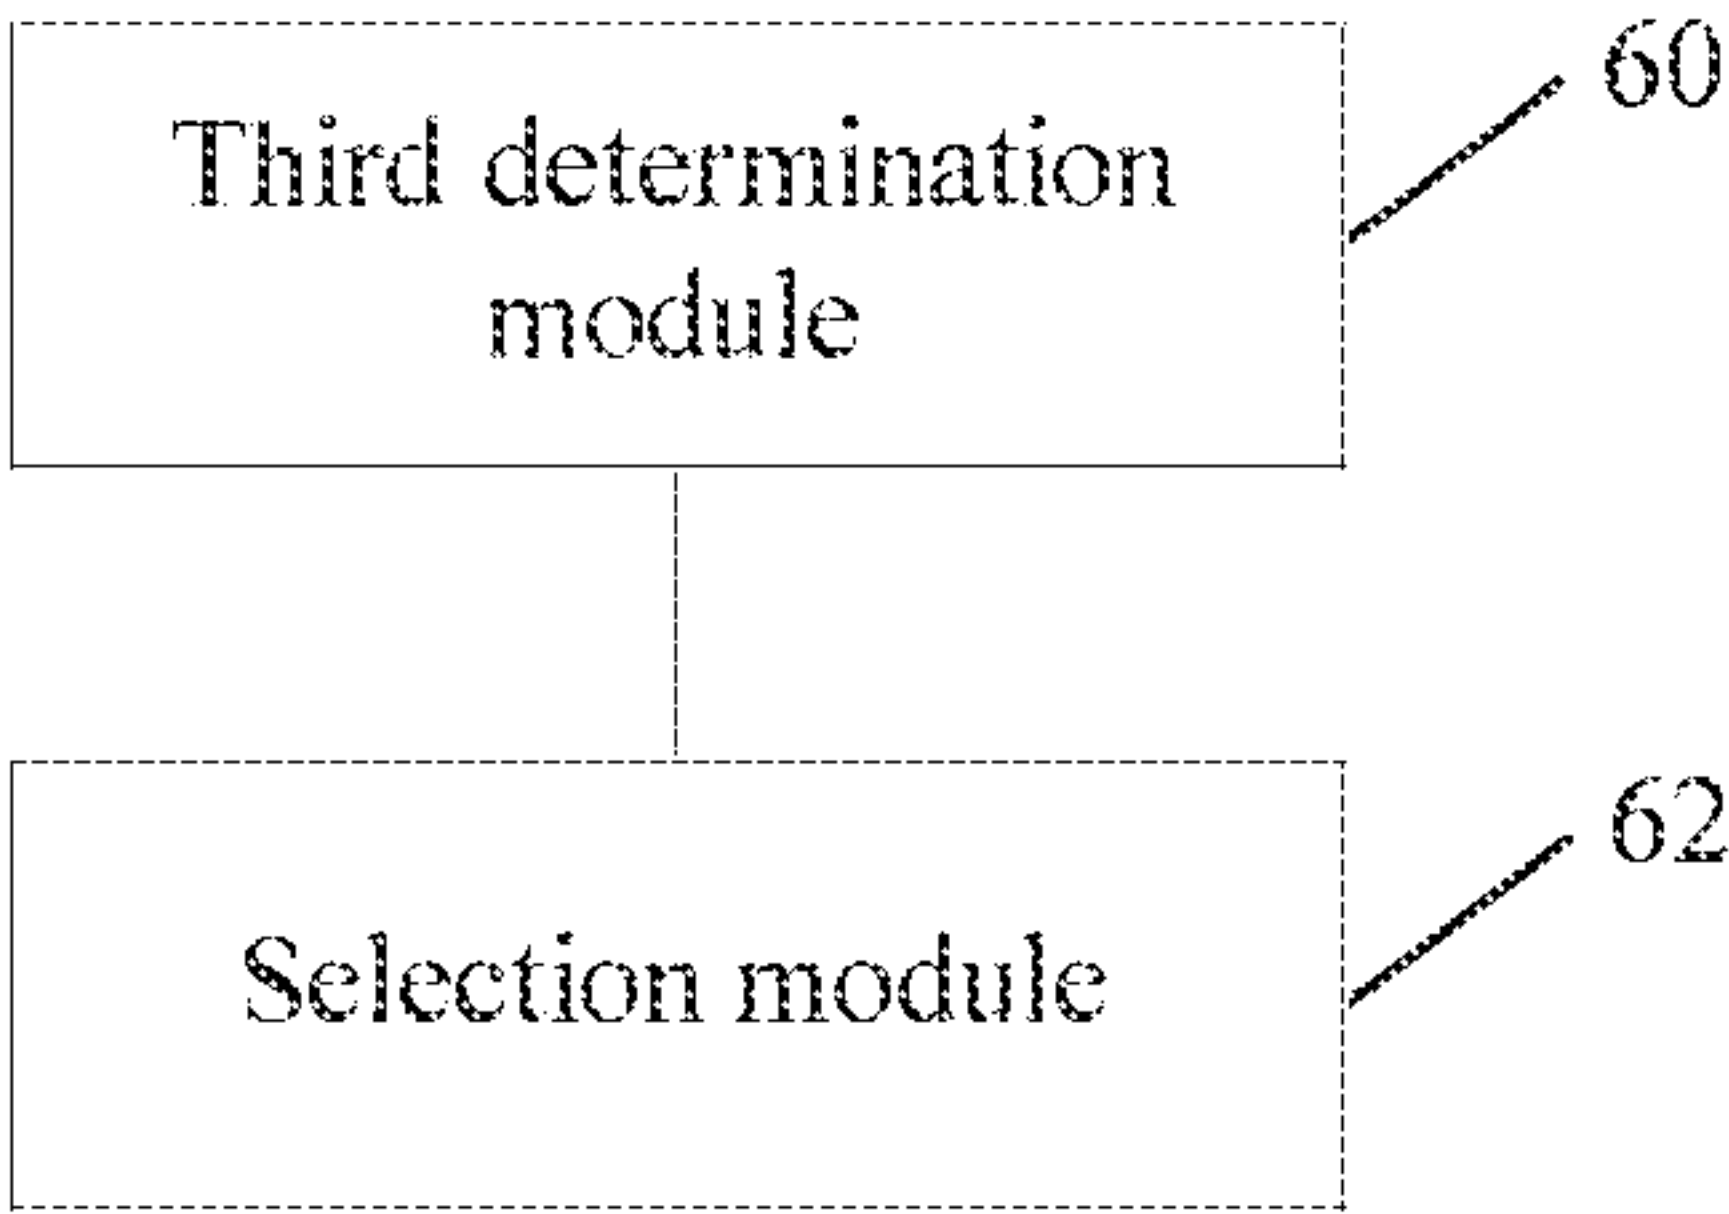 60
Third determination
module
62
Selection module